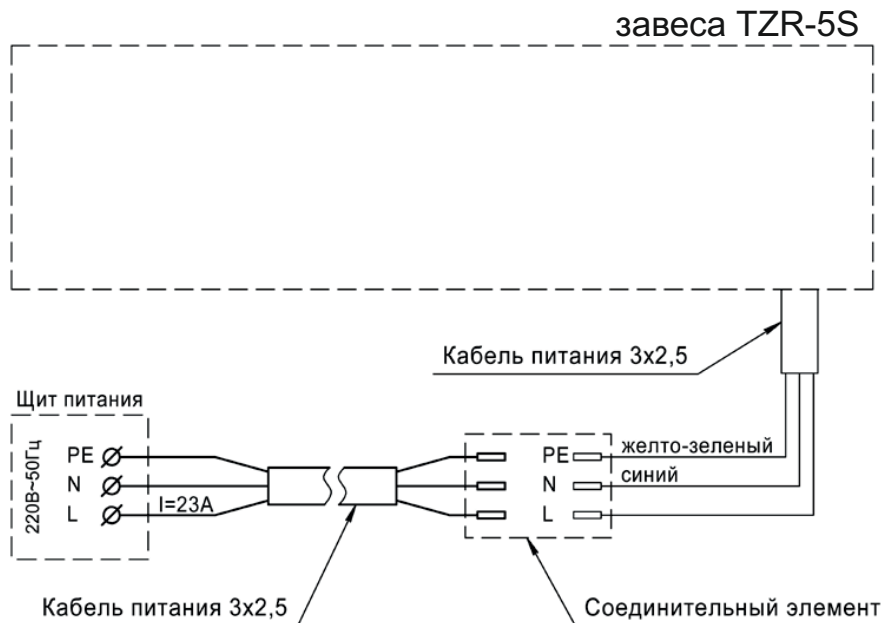 завеса TZR-5S
Кабель питания 3х2,5
Щит питания
220В~50Гц
PE
N
L
I=23А
PE
N
L
желто-зеленый
синий
Кабель питания 3х2,5
Соединительный элемент